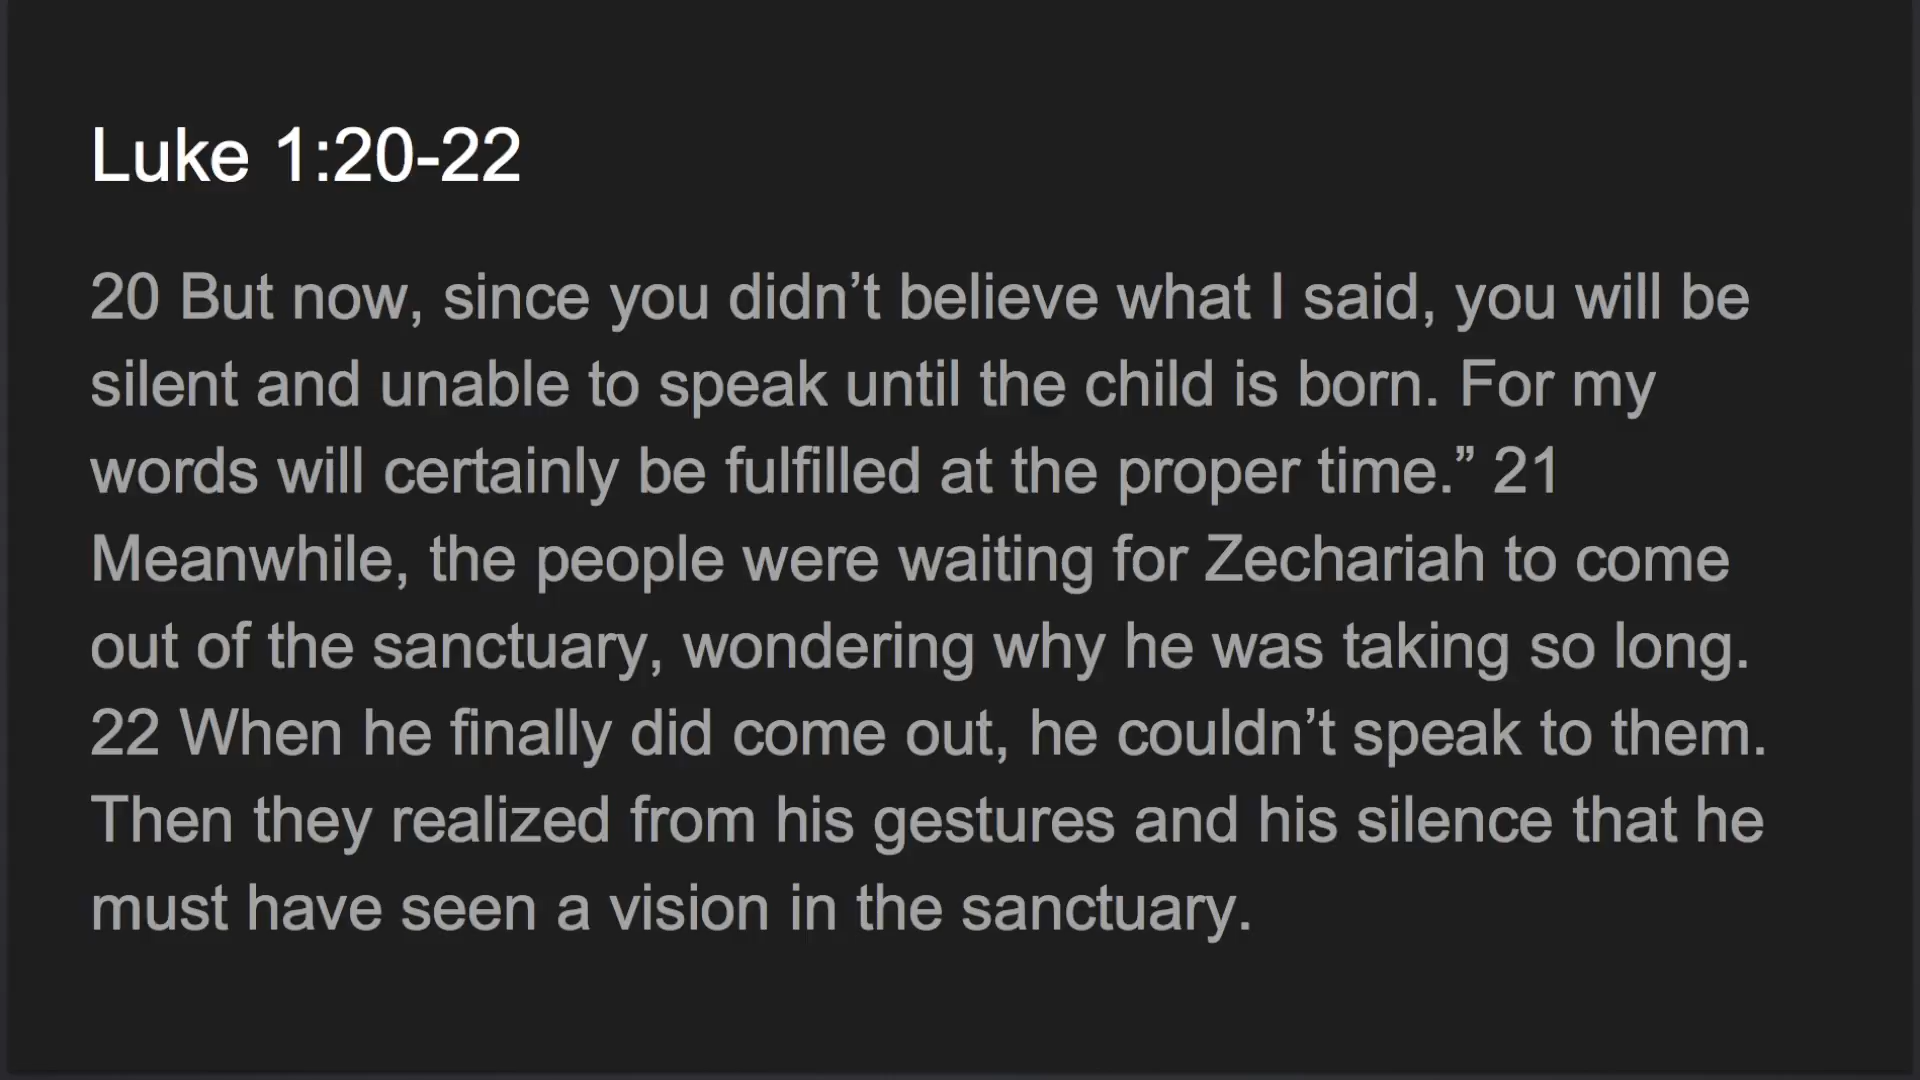 Luke 1:20-22
20 But now, since you didn’t believe what I said, you will be
silent and unable to speak until the child is born. For my
words will certainly be fulfilled at the proper time.” 21
Meanwhile, the people were waiting for Zechariah to come
out of the sanctuary, wondering why he was taking so long.
22 When he finally did come out, he couldn’t speak to them.
Then they realized from his gestures and his silence that he
must have seen a vision in the sanctuary.